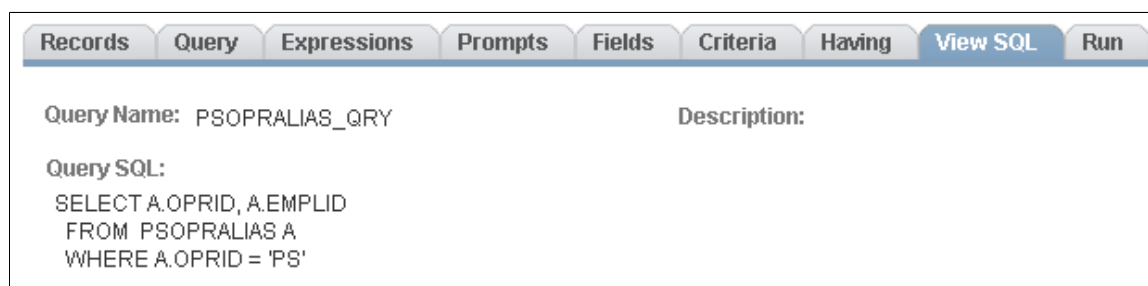 Records Query Expressions Prompts Fields Criteria Having View SQL Run
Query Name: PSOPRALIAS_QRY Description:
Query SQL:
SELECT A.OPRID, A.EMPLID
FROM PSOPRALIAS A
WHERE A.OPRID = 'PS'